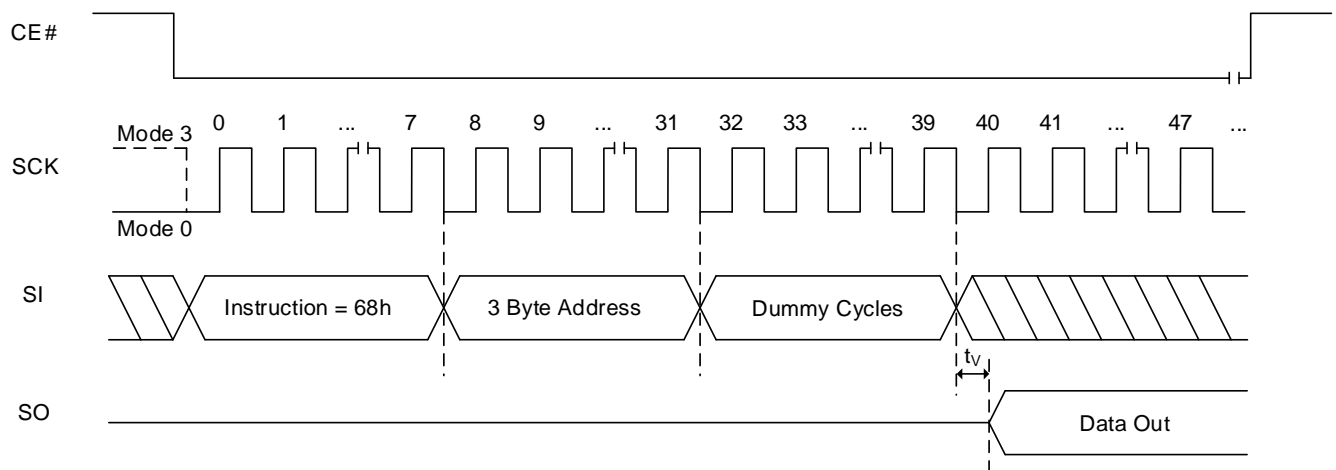 CE#
0 1 ... 7 8 9 ... 31 32 33 ... 39 40 41 ... 47 ...
Mode 3
SCK
Mode 0
SI Instruction = 68h 3 Byte Address Dummy Cycles
tV
SO Data Out